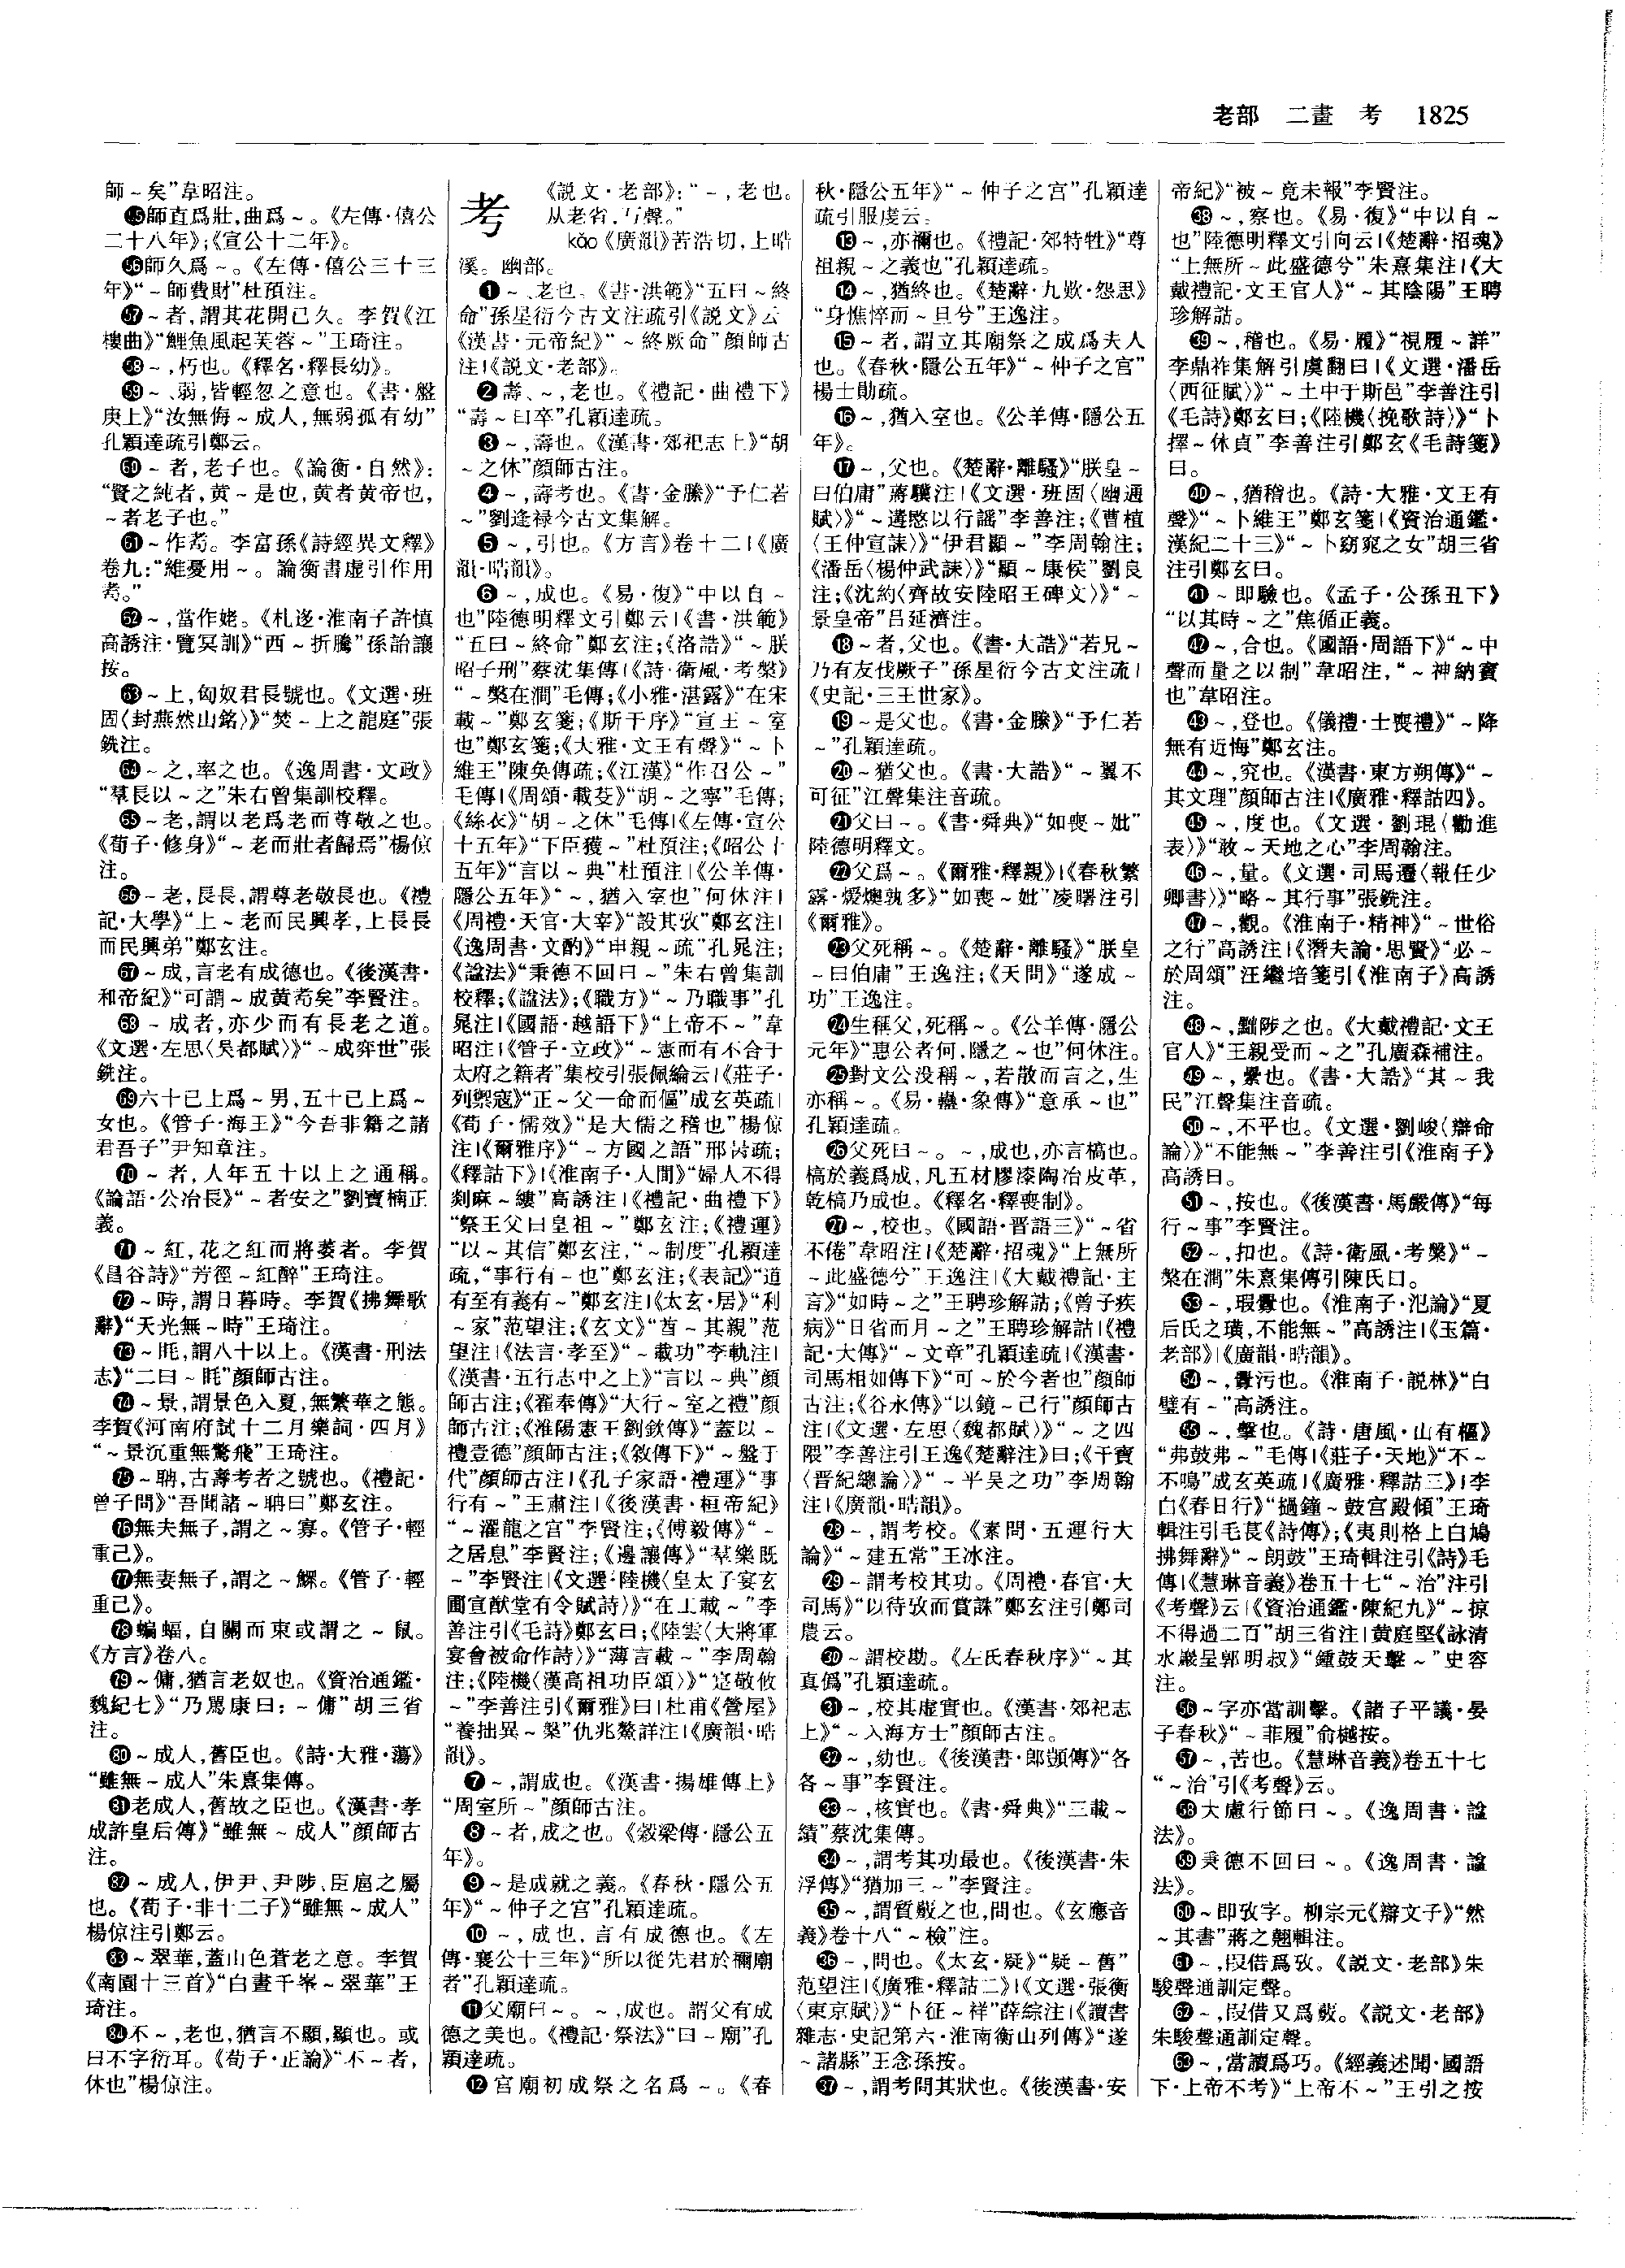 老部　二畫　考　1825
師～矣”韋昭注。
55師直爲壯，曲爲～。《左傳·僖公
二十八年》；《宣公十二年》。
56師久爲～。《左傳·僖公三十三
年》“～師費財”杜預注。
57～者，謂其花開已久。李賀《江
樓曲》“鯉魚風起芙蓉～”王琦注。
58～，朽也。《釋名·釋長幼》。
59～、弱，皆輕忽之意也。《書·盤
庚上》“汝無侮～成人，無弱孤有幼”
孔穎達疏引鄭云。
60～者，老子也。《論衡·自然》：
“賢之純者，黄～是也，黄者黄帝也，
～者老子也。”
61～作耇。李富孫《詩經異文釋》
卷九：“維憂用～。論衡書虚引作用
耇。”
62～，當作姥。《札迻·淮南子許慎
高誘注·覽冥訓》“西～折騰”孫詒讓
按。
63～上，匈奴君長號也。《文選·班
固〈封燕然山銘〉》“焚～上之龍庭”張
銑注。
64～之，率之也。《逸周書·文政》
“羣長以～之”朱右曾集訓校釋。
65～老，謂以老爲老而尊敬之也。
《荀子·修身》“～老而壯者歸焉”楊倞
注。
66～老，長長，謂尊老敬長也。《禮
記·大學》“上～老而民興孝，上長長
而民興弟”鄭玄注。
67～成，言老有成德也。《後漢書·
和帝紀》“可謂～成黄耇矣”李賢注。
68～成者，亦少而有長老之道。
《文選·左思〈吴都賦〉》“～成弈世”張
銑注。
69六十已上爲～男，五十已上爲～
女也。《管子·海王》“今吾非籍之諸
君吾子”尹知章注。
70～者，人年五十以上之通稱。
《論語·公冶長》“～者安之”劉寶楠正
義。
71～紅，花之紅而將萎者。李賀
《昌谷詩》“芳徑～紅醉”王琦注。
72～時，謂日暮時。李賀《拂舞歌
辭》“天光無～時”王琦注。
73～眊，謂八十以上。《漢書·刑法
志》“二曰～眊”顔師古注。
74～景，謂景色入夏，無繁華之態。
李賀《河南府試十二月樂詞·四月》
“～景沉重無驚飛”王琦注。
75～聃，古壽考者之號也。《禮記·
曾子問》“吾聞諸～聃曰”鄭玄注。
76無夫無子，謂之～寡。《管子·輕
重己》。
77無妻無子，謂之～鰥。《管子·輕
重己》。
78蝙蝠，自關而東或謂之～鼠。
《方言》卷八。
79～傭，猶言老奴也。《資治通鑑·
魏紀七》“乃罵康曰：～傭”胡三省
注。
80～成人，舊臣也。《詩·大雅·蕩》
“雖無～成人”朱熹集傳。
81老成人，舊故之臣也。《漢書·孝
成許皇后傳》“雖無～成人”顔師古
注。
82～成人，伊尹、尹陟、臣扈之屬
也。《荀子·非十二子》“雖無～成人”
楊倞注引鄭云。
83～翠華，蓋山色蒼老之意。李賀
《南園十三首》“白晝千峯～翠華”王
琦注。
84不～，老也，猶言不顯，顯也。或
曰不字衍耳。《荀子·正論》“不～者，
休也”楊倞注。
考
《説文·老部》：“～，老也。
从老省，丂聲。”
kǎo《廣韻》苦浩切，上晧
溪。幽部。
1～，老也。《書·洪範》“五曰～終
命”孫星衍今古文注疏引《説文》云
《漢書·元帝紀》“～終厥命”顔師古
注|《説文·老部》。
2壽、～，老也。《禮記·曲禮下》
“壽～曰卒”孔穎達疏。
3～，壽也。《漢書·郊祀志上》“胡
～之休”顔師古注。
4～，壽考也。《書·金縢》“予仁若
～”劉逢禄今古文集解。
5～，引也。《方言》卷十二|《廣
韻·晧韻》。
6～，成也。《易·復》“中以自～
也”陸德明釋文引鄭云|《書·洪範》
“五曰～終命”鄭玄注；《洛誥》“～朕
昭子刑”蔡沈集傳|《詩·衛風·考槃》
“～槃在澗”毛傳；《小雅·湛露》“在宗
載～”鄭玄箋；《斯干序》“宣王～室
也”鄭玄箋；《大雅·文王有聲》“～卜
維王”陳奂傳疏；《江漢》“作召公～”
毛傳|《周頌·載芟》“胡～之寧”毛傳；
《絲衣》“胡～之休”毛傳|《左傳·宣公
十五年》“下臣獲～”杜預注；《昭公十
五年》“言以～典”杜預注|《公羊傳·
隱公五年》“～，猶入室也”何休注|
《周禮·天官·大宰》“設其攷”鄭玄注|
《逸周書·文酌》“申親～疏”孔晁注；
《諡法》“秉德不回曰～”朱右曾集訓
校釋；《諡法》；《職方》“～乃職事”孔
晁注|《國語·越語下》“上帝不～”韋
昭注|《管子·立政》“～憲而有不合于
太府之籍者”集校引張佩綸云|《莊子·
列禦寇》“正～父一命而傴”成玄英疏|
《荀子·儒效》“是大儒之稽也”楊倞
注|《爾雅序》“～方國之語”邢昺疏；
《釋詁下》|《淮南子·人間》“婦人不得
剡麻～縷”高誘注|《禮記·曲禮下》
“祭王父曰皇祖～”鄭玄注；《禮運》
“以～其信”鄭玄注，“～制度”孔穎達
疏，“事行有～也”鄭玄注；《表記》“道
有至有義有～”鄭玄注|《太玄·居》“利
～家”范望注；《玄文》“酋～其親”范
望注|《法言·孝至》“～載功”李軌注|
《漢書·五行志中之上》“言以～典”顔
師古注；《翟奉傳》“大行～室之禮”顔
師古注；《淮陽憲王劉欽傳》“蓋以～
禮壹德”顔師古注；《敘傳下》“～盤于
代”顔師古注|《孔子家語·禮運》“事
行有～”王肅注|《後漢書·桓帝紀》
“～濯龍之宫”李賢注；《傅毅傳》“～
之居息”李賢注；《邊讓傳》“羣樂既
～”李賢注|《文選·陸機〈皇太子宴玄
圃宣猷堂有令賦詩〉》“在工載～”李
善注引《毛詩》鄭玄曰；《陸雲〈大將軍
宴會被命作詩〉》“薄言載～”李周翰
注；《陸機〈漢高祖功臣頌〉》“寔敬攸
～”李善注引《爾雅》曰|杜甫《營屋》
“養拙異～槃”仇兆鰲詳注|《廣韻·晧
韻》。
7～，謂成也。《漢書·揚雄傳上》
“周室所～”顔師古注。
8～者，成之也。《穀梁傳·隱公五
年》。
9～是成就之義。《春秋·隱公五
年》“～仲子之宫”孔穎達疏。
10～，成也，言有成德也。《左
傳·襄公十三年》“所以從先君於禰廟
者”孔穎達疏。
11父廟曰～。～，成也。謂父有成
德之美也。《禮記·祭法》“曰～廟”孔
穎達疏。
12宫廟初成祭之名爲～。《春
秋·隱公五年》“～仲子之宫”孔穎達
疏引服虔云。
13～，亦禰也。《禮記·郊特牲》“尊
祖親～之義也”孔穎達疏。
14～，猶終也。《楚辭·九歎·怨思》
“身憔悴而～旦兮”王逸注。
15～者，謂立其廟祭之成爲夫人
也。《春秋·隱公五年》“～仲子之宫”
楊士勛疏。
16～，猶入室也。《公羊傳·隱公五
年》。
17～，父也。《楚辭·離騷》“朕皇～
曰伯庸”蔣驥注|《文選·班固〈幽通
賦〉》“～遘愍以行謡”李善注；《曹植
〈王仲宣誄〉》“伊君顯～”李周翰注；
《潘岳〈楊仲武誄〉》“顯～康侯”劉良
注；《沈約〈齊故安陸昭王碑文〉》“～
景皇帝”吕延濟注。
18～者，父也。《書·大誥》“若兄～
乃有友伐厥子”孫星衍今古文注疏|
《史記·三王世家》。
19～是父也。《書·金縢》“予仁若
～”孔穎達疏。
20～猶父也。《書·大誥》“～翼不
可征”江聲集注音疏。
21父曰～。《書·舜典》“如喪～妣”
陸德明釋文。
22父爲～。《爾雅·釋親》|《春秋繁
露·煖燠孰多》“如喪～妣”凌曙注引
《爾雅》。
23父死稱～。《楚辭·離騷》“朕皇
～曰伯庸”王逸注；《天問》“遂成～
功”王逸注。
24生稱父，死稱～。《公羊傳·隱公
元年》“惠公者何，隱之～也”何休注。
25對文公没稱～，若散而言之，生
亦稱～。《易·蠱·象傳》“意承～也”
孔穎達疏。
26父死曰～。～，成也，亦言槁也。
槁於義爲成，凡五材膠漆陶冶皮革，
乾槁乃成也。《釋名·釋喪制》。
27～，校也。《國語·晋語三》“～省
不倦”韋昭注|《楚辭·招魂》“上無所
～此盛德兮”王逸注|《大戴禮記·主
言》“如時～之”王聘珍解詁；《曾子疾
病》“日省而月～之”王聘珍解詁|《禮
記·大傳》“～文章”孔穎達疏|《漢書·
司馬相如傳下》“可～於今者也”顔師
古注；《谷永傳》“以鏡～己行”顔師古
注|《文選·左思〈魏都賦〉》“～之四
隈”李善注引王逸《楚辭注》曰；《干寶
〈晋紀總論〉》“～平吴之功”李周翰
注|《廣韻·晧韻》。
28～，謂考校。《素問·五運行大
論》“～建五常”王冰注。
29～謂考校其功。《周禮·春官·大
司馬》“以待攷而賞誅”鄭玄注引鄭司
農云。
30～謂校勘。《左氏春秋序》“～其
真僞”孔穎達疏。
31～，校其虚實也。《漢書·郊祀志
上》“～入海方士”顔師古注。
32～，劾也。《後漢書·郎顗傳》“各
各～事”李賢注。
33～，核實也。《書·舜典》“三載～
績”蔡沈集傳。
34～，謂考其功最也。《後漢書·朱
浮傳》“猶加三～”李賢注。
35～，謂質覈之也，問也。《玄應音
義》卷十八“～檢”注。
36～，問也。《太玄·疑》“疑～舊”
范望注|《廣雅·釋詁二》|《文選·張衡
〈東京賦〉》“卜征～祥”薛綜注|《讀書
雜志·史記第六·淮南衡山列傳》“遂
～諸縣”王念孫按。
37～，謂考問其狀也。《後漢書·安
帝紀》“被～竟未報”李賢注。
38～，察也。《易·復》“中以自～
也”陸德明釋文引向云|《楚辭·招魂》
“上無所～此盛德兮”朱熹集注|《大
戴禮記·文王官人》“～其陰陽”王聘
珍解詁。
39～，稽也。《易·履》“視履～詳”
李鼎祚集解引虞翻曰|《文選·潘岳
〈西征賦〉》“～土中于斯邑”李善注引
《毛詩》鄭玄曰；《陸機〈挽歌詩〉》“卜
擇～休貞”李善注引鄭玄《毛詩箋》
曰。
40～，猶稽也。《詩·大雅·文王有
聲》“～卜維王”鄭玄箋|《資治通鑑·
漢紀二十三》“～卜窈窕之女”胡三省
注引鄭玄曰。
41～即驗也。《孟子·公孫丑下》
“以其時～之”焦循正義。
42～，合也。《國語·周語下》“～中
聲而量之以制”韋昭注，“～神納賓
也”韋昭注。
43～，登也。《儀禮·士喪禮》“～降
無有近悔”鄭玄注。
44～，究也。《漢書·東方朔傳》“～
其文理”顔師古注|《廣雅·釋詁四》。
45～，度也。《文選·劉琨〈勸進
表〉》“敢～天地之心”李周翰注。
46～，量。《文選·司馬遷〈報任少
卿書〉》“略～其行事”張銑注。
47～，觀。《淮南子·精神》“～世俗
之行”高誘注|《潛夫論·思賢》“必～
於周頌”汪繼培箋引《淮南子》高誘
注。
48～，黜陟之也。《大戴禮記·文王
官人》“王親受而～之”孔廣森補注。
49～，絫也。《書·大誥》“其～我
民”江聲集注音疏。
50～，不平也。《文選·劉峻〈辯命
論〉》“不能無～”李善注引《淮南子》
高誘曰。
51～，按也。《後漢書·馬嚴傳》“每
行～事”李賢注。
52～，扣也。《詩·衛風·考槃》“～
槃在澗”朱熹集傳引陳氏曰。
53～，瑕釁也。《淮南子·氾論》“夏
后氏之璜，不能無～”高誘注|《玉篇·
老部》|《廣韻·晧韻》。
54～，釁污也。《淮南子·説林》“白
璧有～”高誘注。
55～，擊也。《詩·唐風·山有樞》
“弗鼓弗～”毛傳|《莊子·天地》“不～
不鳴”成玄英疏|《廣雅·釋詁三》|李
白《春日行》“撾鐘～鼓宫殿傾”王琦
輯注引毛萇《詩傳》；《夷則格上白鳩
拂舞辭》“～朗鼓”王琦輯注引《詩》毛
傳|《慧琳音義》卷五十七“～治”注引
《考聲》云|《資治通鑑·陳紀九》“～掠
不得過二百”胡三省注|黄庭堅《詠清
水巖呈郭明叔》“鐘鼓天擊～”史容
注。
56～字亦當訓擊。《諸子平議·晏
子春秋》“～菲履”俞樾按。
57～，苦也。《慧琳音義》卷五十七
“～治”引《考聲》云。
58大慮行節曰～。《逸周書·諡
法》。
59秉德不回曰～。《逸周書·諡
法》。
60～即攷字。柳宗元《辯文子》“然
～其書”蔣之翹輯注。
61～，叚借爲攷。《説文·老部》朱
駿聲通訓定聲。
62～，叚借又爲敼。《説文·老部》
朱駿聲通訓定聲。
63～，當讀爲巧。《經義述聞·國語
下·上帝不考》“上帝不～”王引之按